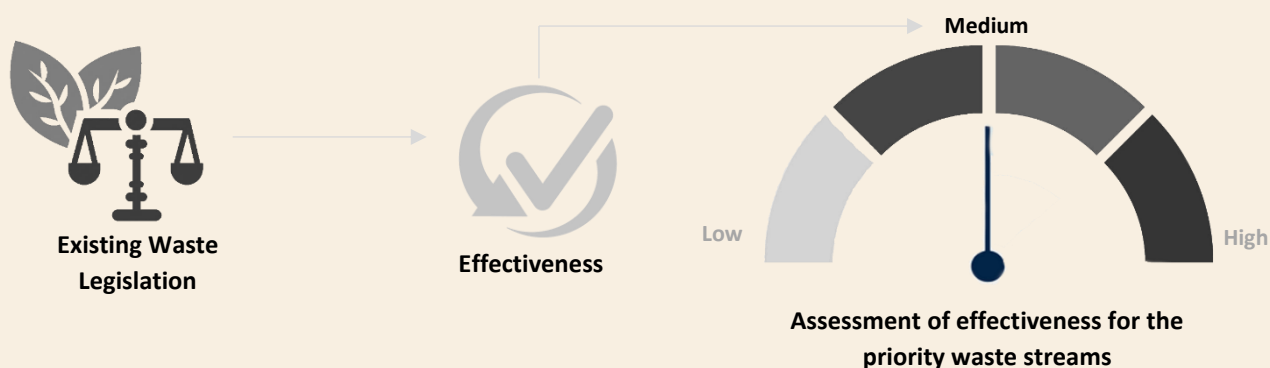 Medium
Low
High
Existing Waste
Legislation
Effectiveness
Assessment of effectiveness for the
priority waste streams